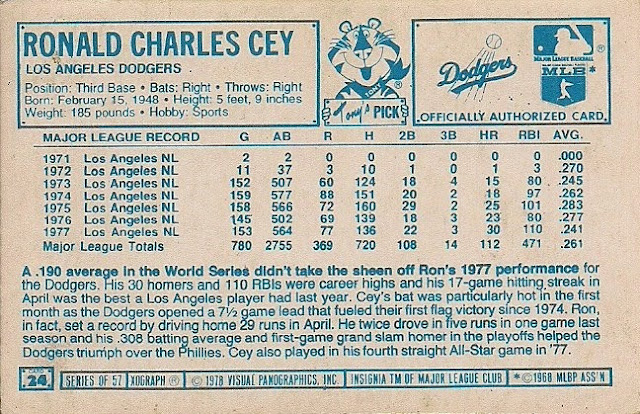 RONALD CHARLES CEY
LOS ANGELES DODGERS
Position: Third Base • Bats: Right • Throws: Right
Born: February 15, 1948 • Height: 5 feet, 9 inches
Weight: 185 pounds • Hobby: Sports
TONY
Tony's PICK
Dodgers
MAJOR LEAGUE BASEBALL
MLB*
OFFICIALLY AUTHORIZED CARD
MAJOR LEAGUE RECORD G AB R H 2B 3B HR RBI AVG.
1971 Los Angeles NL 2 2 0 0 0 0 0 0 .000
1972 Los Angeles NL 11 37 3 10 1 0 1 3 .270
1973 Los Angeles NL 152 507 60 124 18 4 15 80 .245
1974 Los Angeles NL 159 577 88 151 20 2 18 97 .262
1975 Los Angeles NL 158 566 72 160 29 2 25 101 .283
1976 Los Angeles NL 145 502 69 139 18 3 23 80 .277
1977 Los Angeles NL 153 564 77 136 22 3 30 110 .241
Major League Totals 780 2755 369 720 108 14 112 471 .261
A .190 average in the World Series didn't take the sheen off Ron's 1977 performance for
the Dodgers. His 30 homers and 110 RBIs were career highs and his 17-game hitting streak in
April was the best a Los Angeles player had last year. Cey's bat was particularly hot in the first
month as the Dodgers opened a 7½ game lead that fueled their first flag victory since 1974. Ron,
in fact, set a record by driving home 29 runs in April. He twice drove in five runs in one game last
season and his .308 batting average and first-game grand slam homer in the playoffs helped the
Dodgers triumph over the Phillies. Cey also played in his fourth straight All-Star game in '77.
CARD
24
SERIES OF 57 XOGRAPH ® © 1978 VISUAL PANOGRAPHICS, INC. INSIGNIA TM OF MAJOR LEAGUE CLUB *©1968 MLBP ASS'N